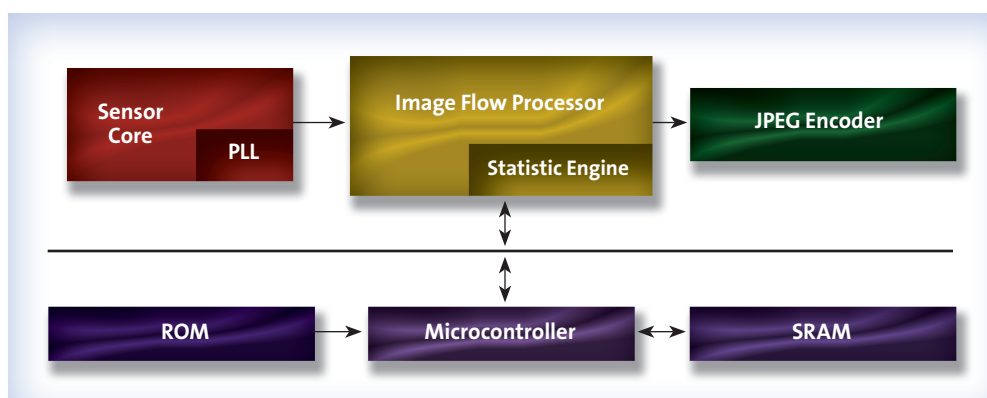 Sensor
Core
PLL
Image Flow Processor
Statistic Engine
JPEG Encoder
ROM
Microcontroller
SRAM